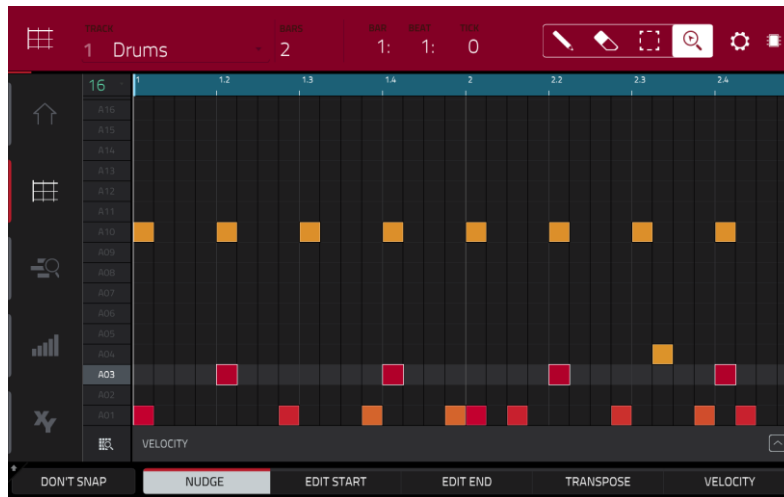 TRACK BARS BAR BEAT TICK
1 Drums 2 1: 1: 0
16 1 1.2 1.3 1.4 2 2.2 2.3 2.4
A16
A15
A14
A13
A12
A11
A10
A09
A08
A07
A06
A05
A04
A03
A02
A01
XY
VELOCITY
DON'T SNAP NUDGE EDIT START EDIT END TRANSPOSE VELOCITY